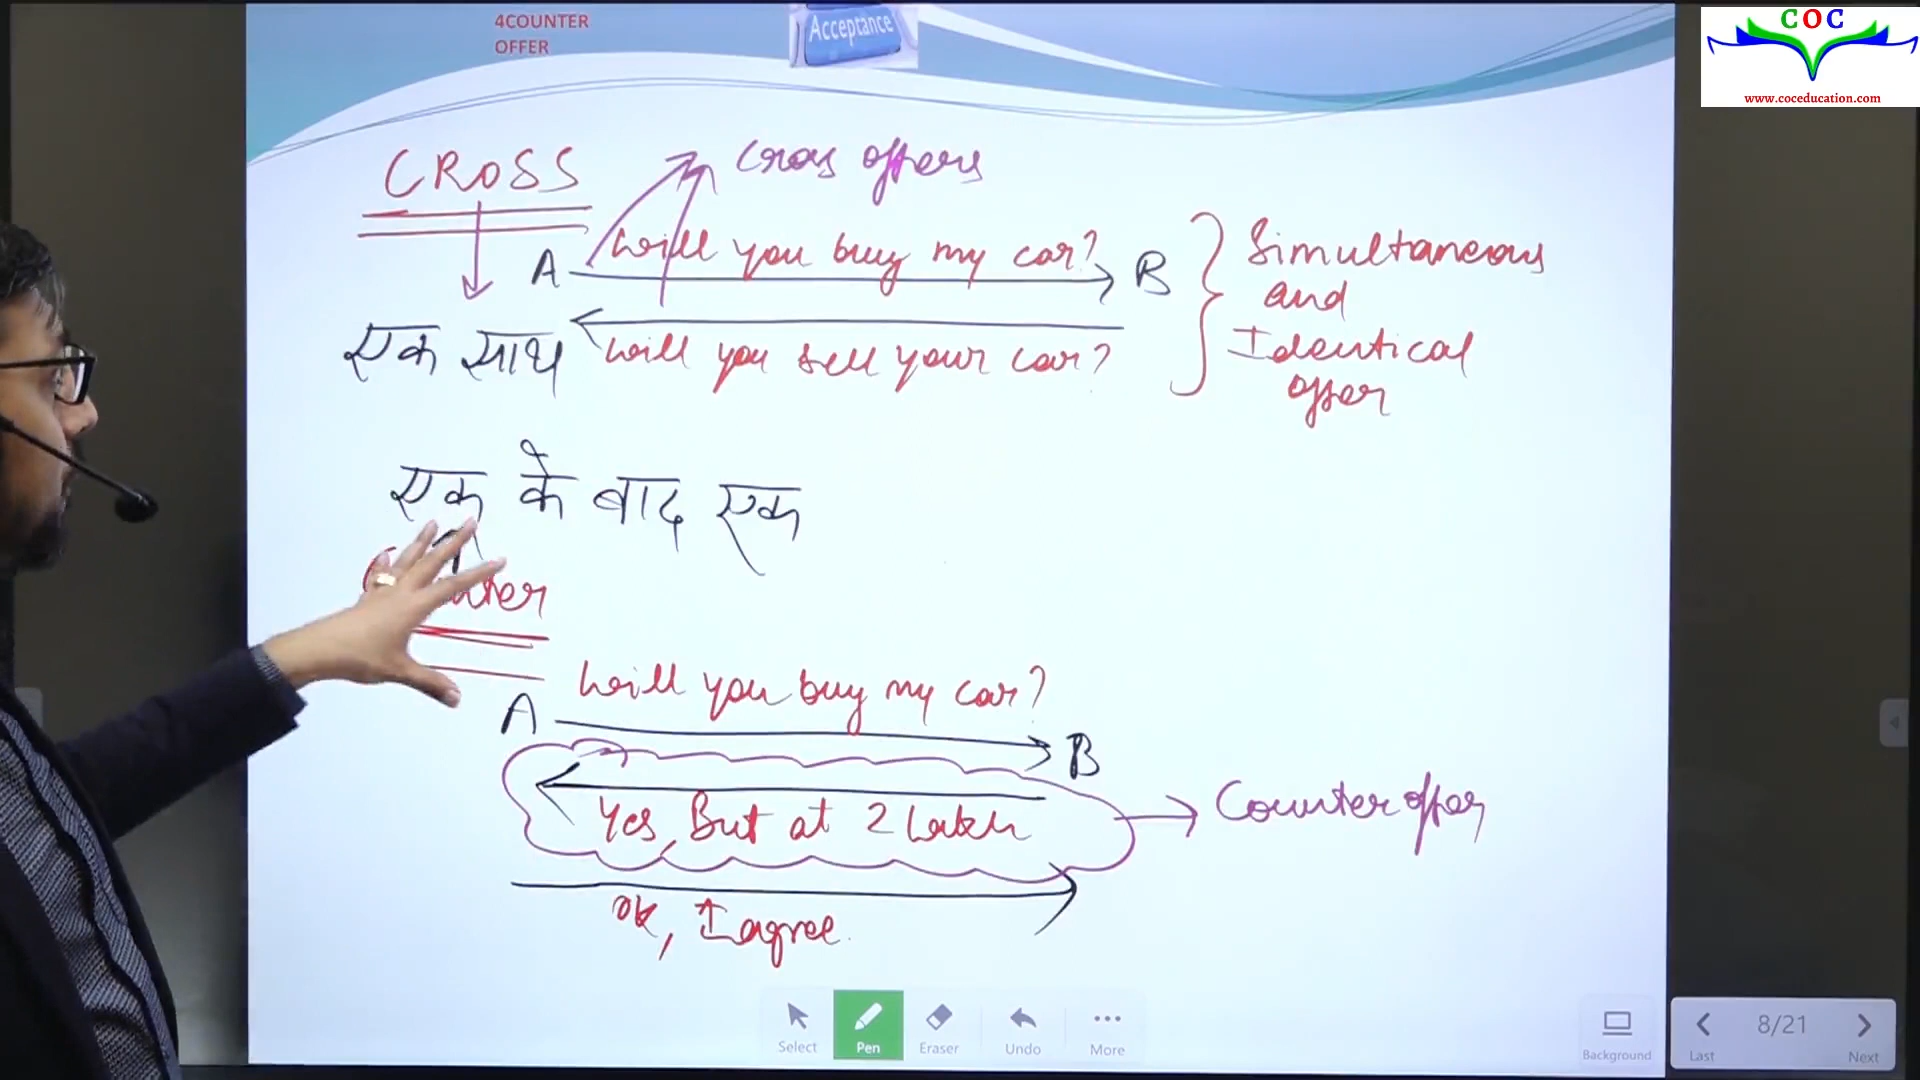 4COUNTER
OFFER
Acceptance
COC
www.coceducation.com
CROSS
Cross offers
A
Will you buy my car?
B
Simultaneous
and
Identical
offer
एक साथ
Will you sell your car?
एक के बाद एक
Will you buy my car?
A
B
Yes, But at 2 Lakh
Counter offer
OK, I agree.
Select
Pen
Eraser
Undo
More
Background
8/21
Last
Next